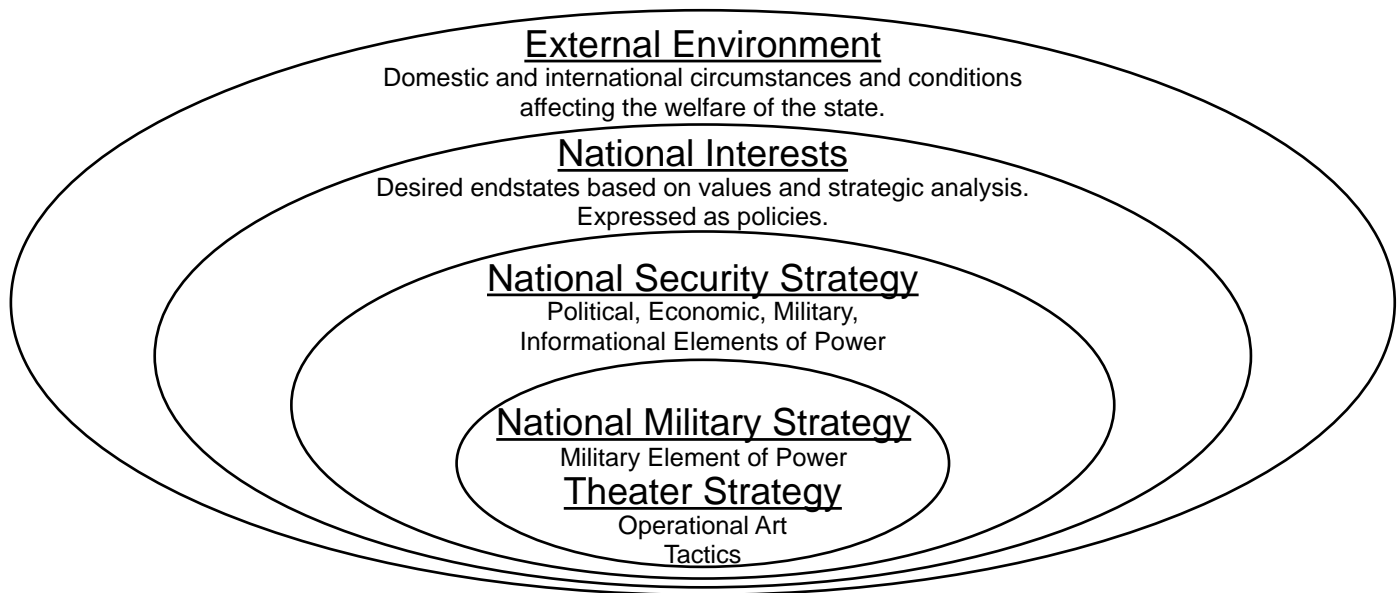 External Environment
Domestic and international circumstances and conditions
affecting the welfare of the state.
National Interests
Desired endstates based on values and strategic analysis.
Expressed as policies.
National Security Strategy
Political, Economic, Military,
Informational Elements of Power
National Military Strategy
Military Element of Power
Theater Strategy
Operational Art
Tactics